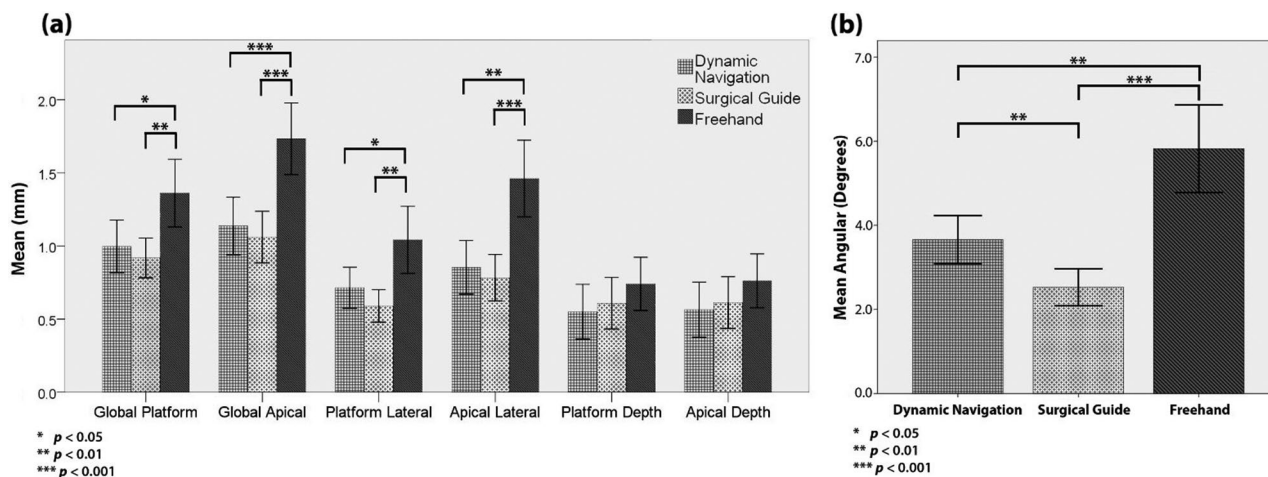 (a)
Mean (mm)
2.0
1.5
1.0
0.5
0.0
*
**
***
***
*
**
**
***
Dynamic
Navigation
Surgical Guide
Freehand
Global Platform
Global Apical
Platform Lateral
Apical Lateral
Platform Depth
Apical Depth
* p < 0.05
** p < 0.01
*** p < 0.001
(b)
Mean Angular (Degrees)
7.0
6.0
4.0
2.0
0.0
**
***
**
Dynamic Navigation
Surgical Guide
Freehand
* p < 0.05
** p < 0.01
*** p < 0.001